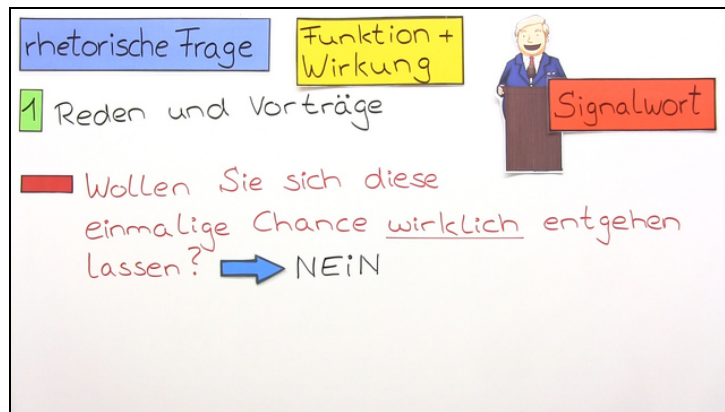 rhetorische Frage
Funktion +
Wirkung
Signalwort
1 Reden und Vorträge
Wollen Sie sich diese
einmalige Chance wirklich entgehen
lassen? NEIN